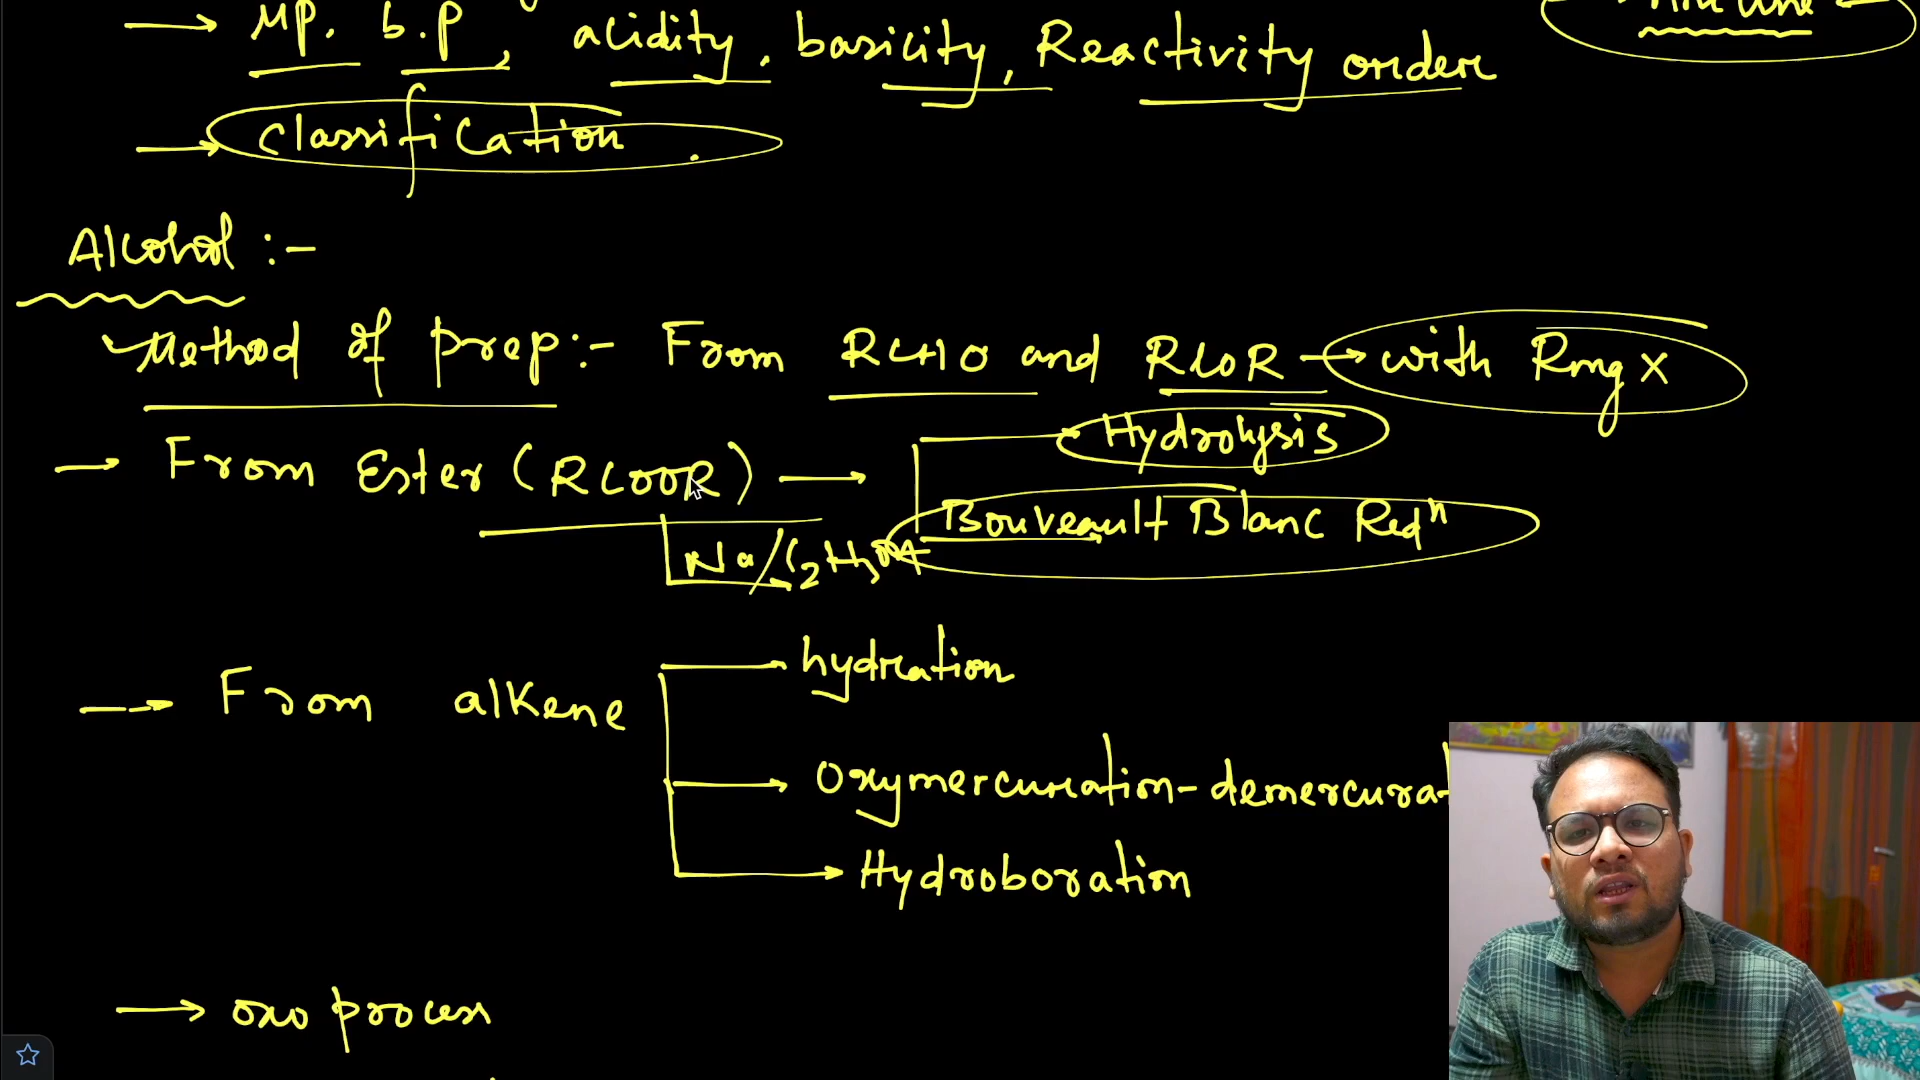 → MP, b.p, acidity, basicity, Reactivity order
→ Classification.
Alcohol :-
Method of prep:- From RCHO and RCOR → with RMgX
→ From Ester (RCOOR) → Hydrolysis
Bouveault Blanc Redⁿ
Na/C₂H₅OH
→ From alkene → hydration
→ Oxymercuration-demercurat
→ Hydroboration
→ oxo process